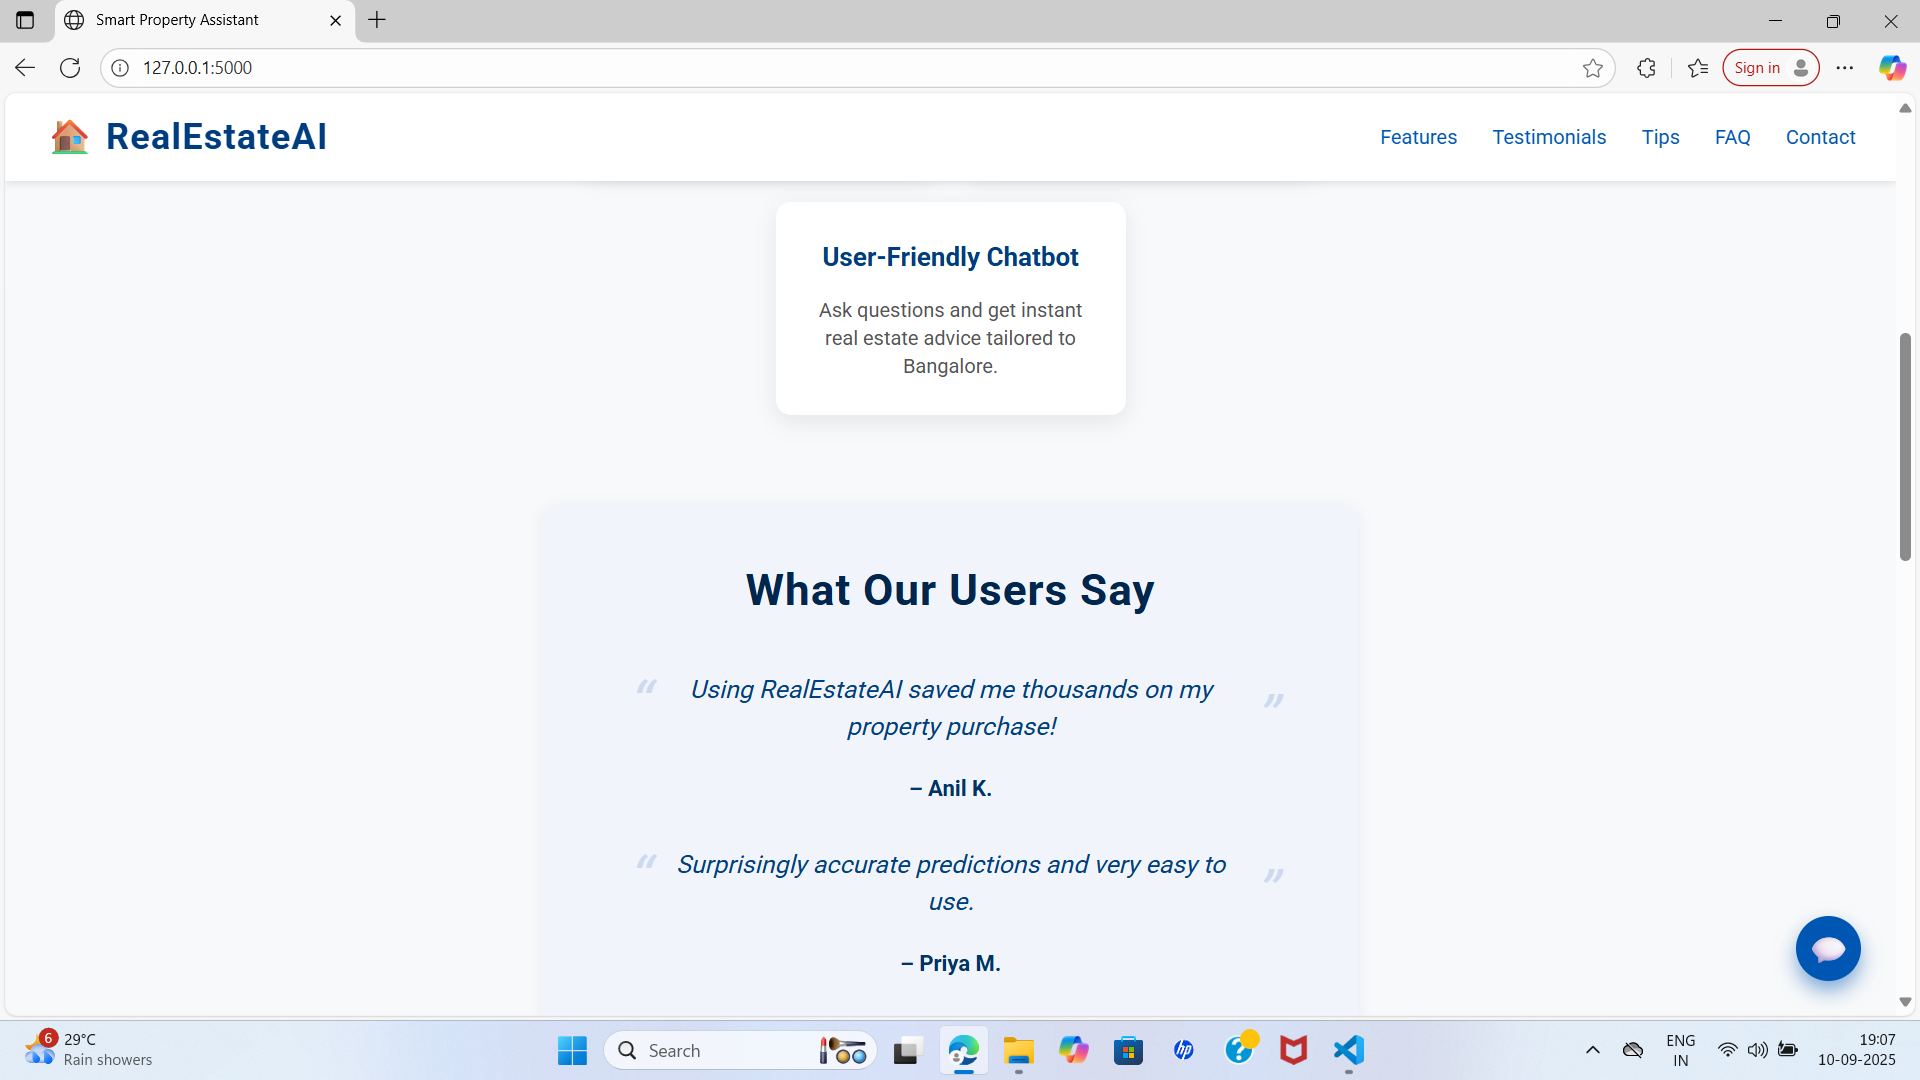 Smart Property Assistant
127.0.0.1:5000
Sign in
RealEstateAI
Features Testimonials Tips FAQ Contact
User-Friendly Chatbot
Ask questions and get instant
real estate advice tailored to
Bangalore.
What Our Users Say
“ Using RealEstateAI saved me thousands on my
property purchase! ”
– Anil K.
“ Surprisingly accurate predictions and very easy to
use. ”
– Priya M.
6
29°C
Rain showers
Search
hp
?
ENG
IN
19:07
10-09-2025